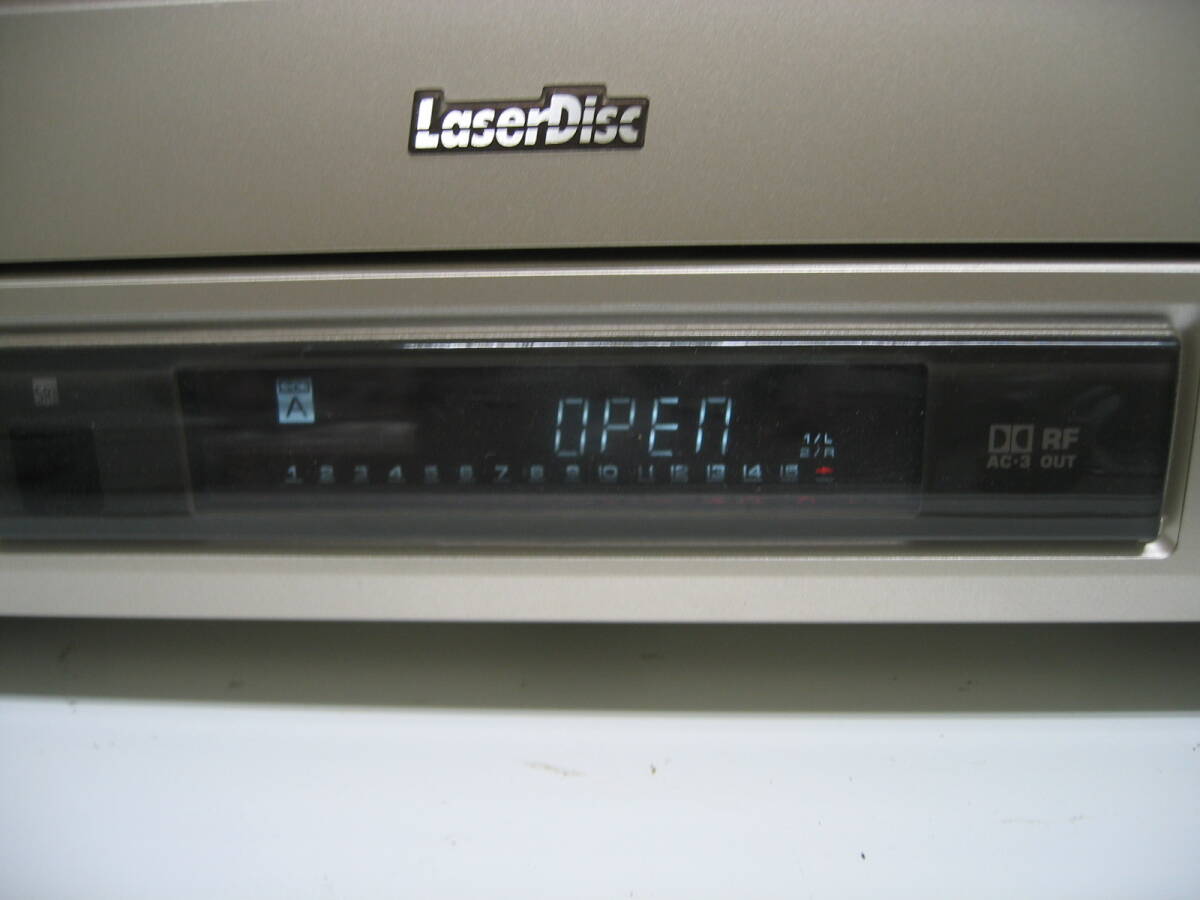 LaserDisc
A
OPEN
1/L
2/R
1 2 3 4 5 6 7 8 9 10 11 12 13 14 15
RF
AC-3 OUT